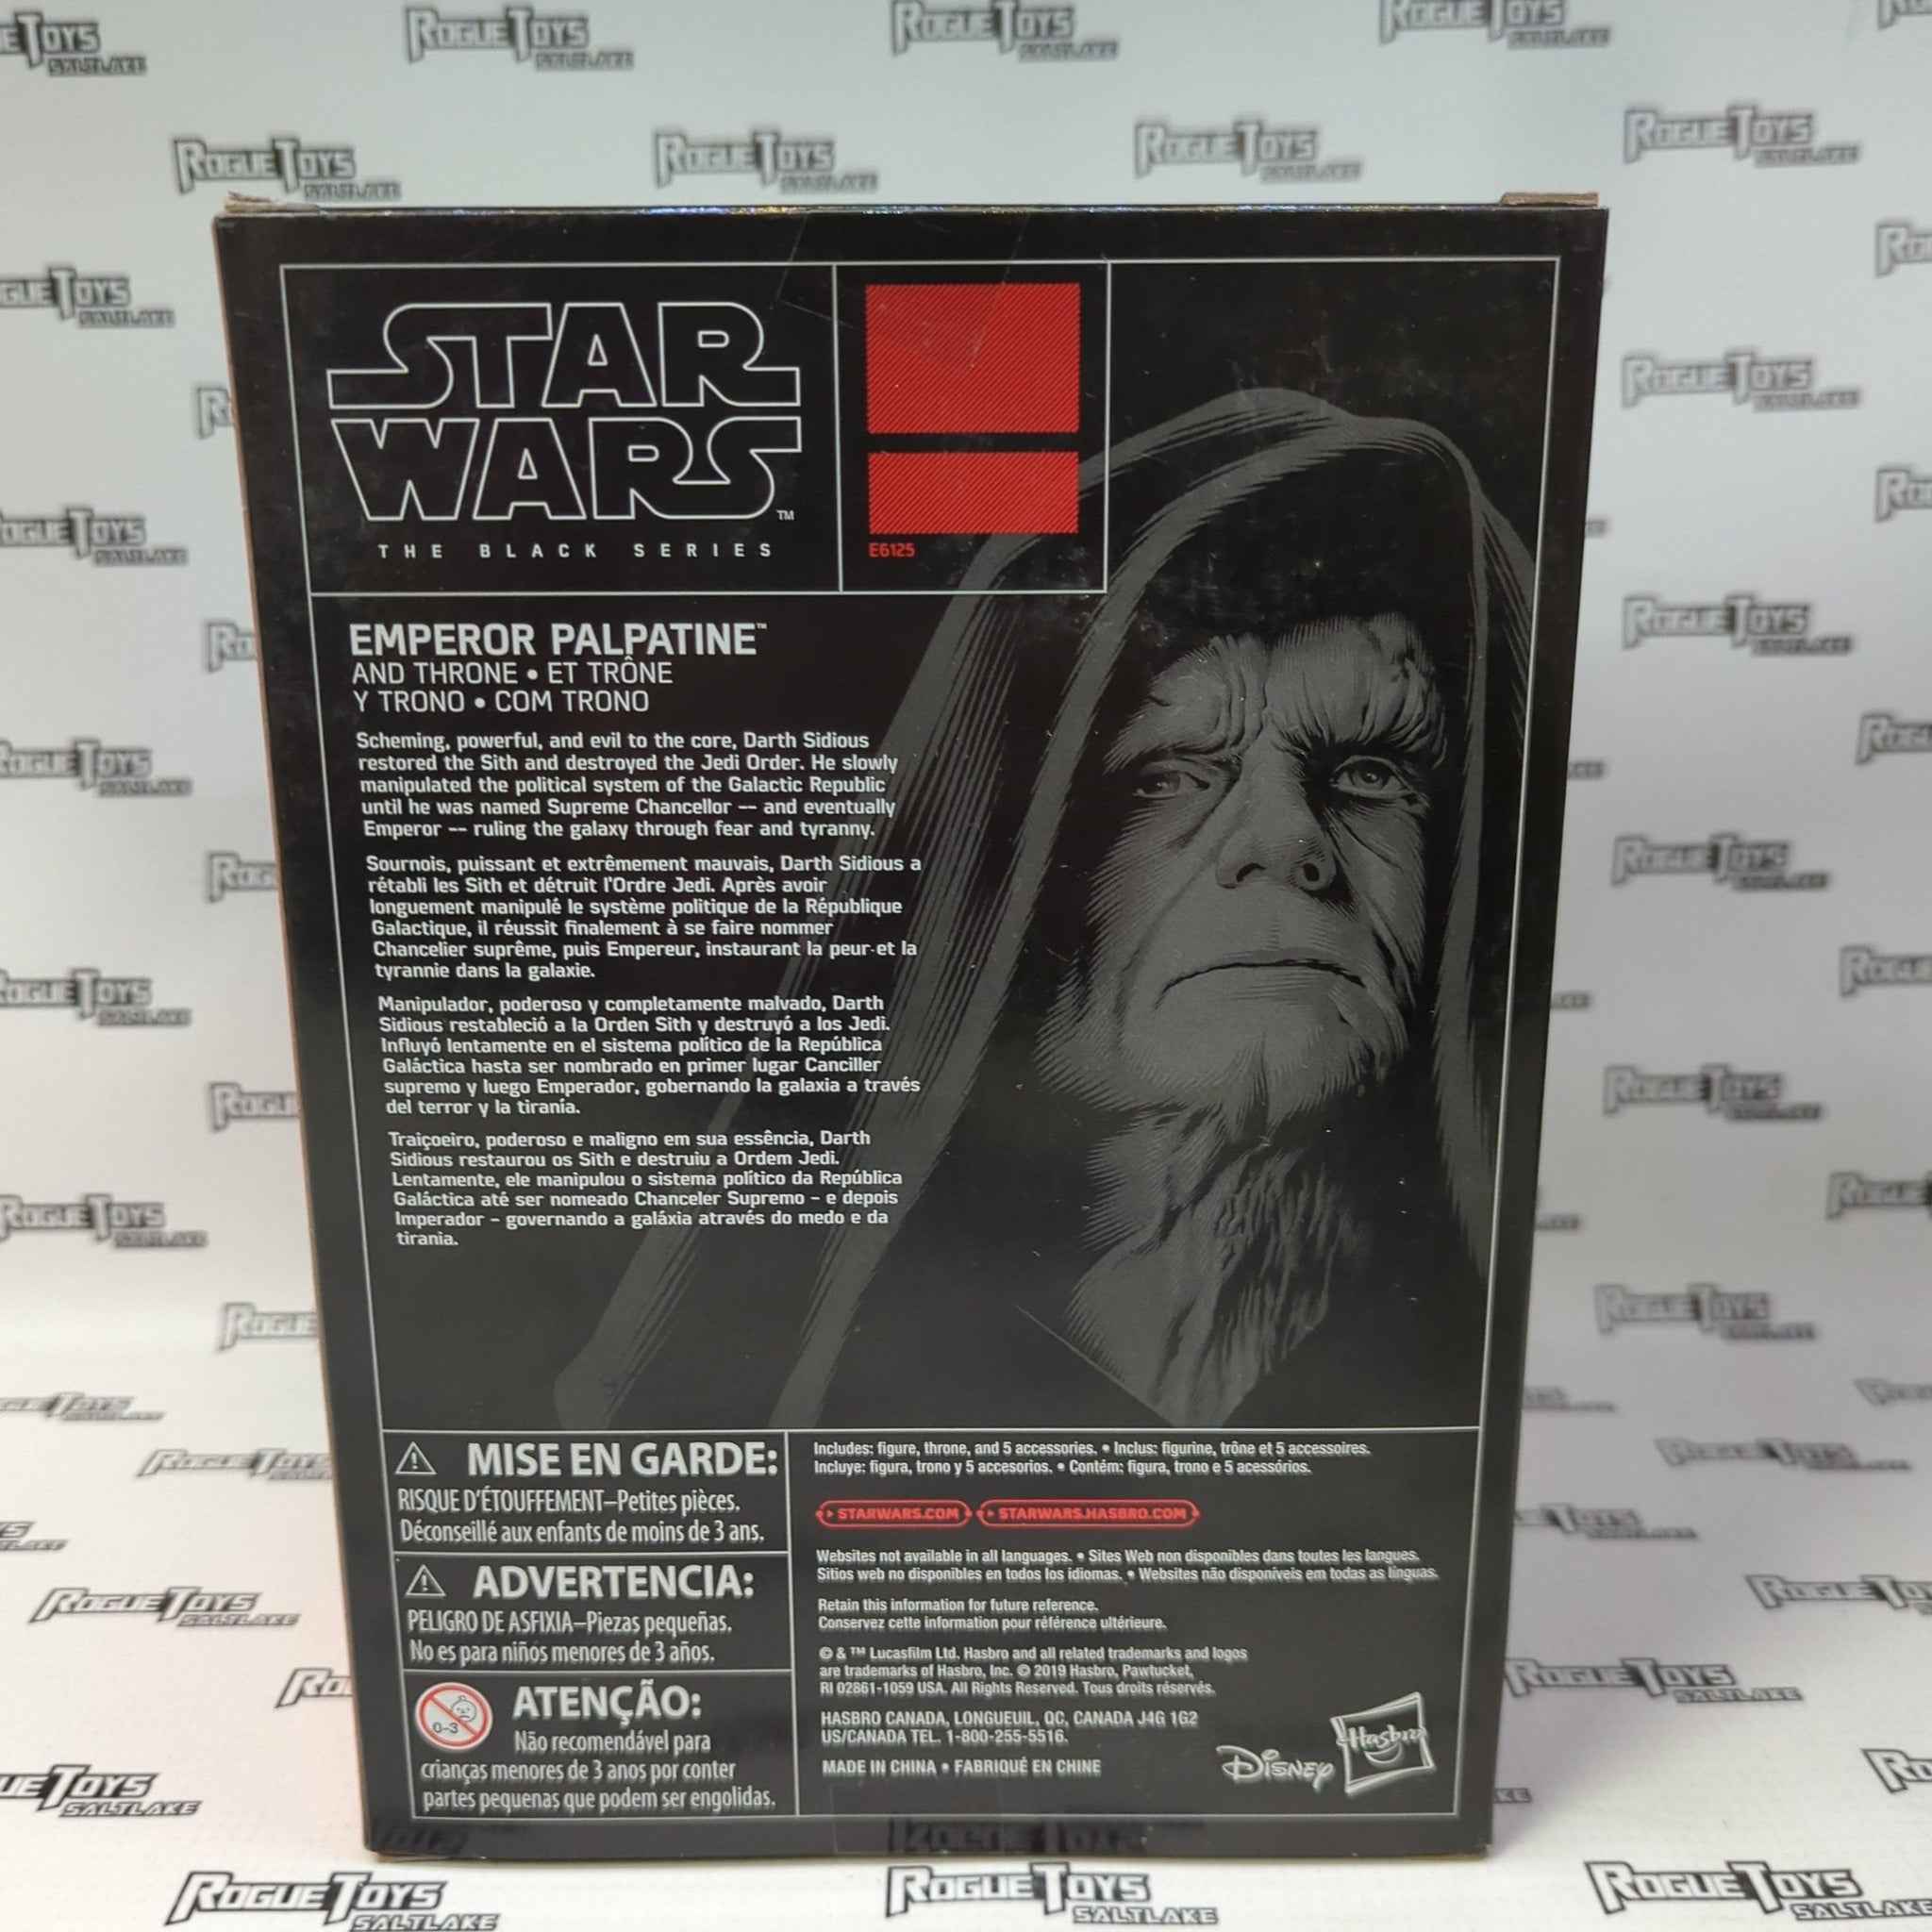 STAR
WARS
TM
THE BLACK SERIES
E6125
EMPEROR PALPATINE™
AND THRONE • ET TRÔNE
Y TRONO • COM TRONO
Scheming, powerful, and evil to the core, Darth Sidious
restored the Sith and destroyed the Jedi Order. He slowly
manipulated the political system of the Galactic Republic
until he was named Supreme Chancellor -- and eventually
Emperor -- ruling the galaxy through fear and tyranny.
Sournois, puissant et extrêmement mauvais, Darth Sidious a
rétabli les Sith et détruit l'Ordre Jedi. Après avoir
longuement manipulé le système politique de la République
Galactique, il réussit finalement à se faire nommer
Chancelier suprême, puis Empereur, instaurant la peur et la
tyrannie dans la galaxie.
Manipulador, poderoso y completamente malvado, Darth
Sidious restableció a la Orden Sith y destruyó a los Jedi.
Influyó lentamente en el sistema político de la República
Galáctica hasta ser nombrado en primer lugar Canciller
supremo y luego Emperador, gobernando la galaxia a través
del terror y la tiranía.
Traiçoeiro, poderoso e maligno em sua essência, Darth
Sidious restaurou os Sith e destruiu a Ordem Jedi.
Lentamente, ele manipulou o sistema político da República
Galáctica até ser nomeado Chanceler Supremo – e depois
Imperador – governando a galáxia através do medo e da
tirania.
MISE EN GARDE:
RISQUE D'ÉTOUFFEMENT–Petites pièces.
Déconseillé aux enfants de moins de 3 ans.
ADVERTENCIA:
PELIGRO DE ASFIXIA–Piezas pequeñas.
No es para niños menores de 3 años.
0-3
ATENÇÃO:
Não recomendável para
crianças menores de 3 anos por conter
partes pequenas que podem ser engolidas.
Includes: figure, throne, and 5 accessories. • Inclus: figurine, trône et 5 accessoires.
Incluye: figura, trono y 5 accesorios. • Contém: figura, trono e 5 acessórios.
STARWARS.COM STARWARS.HASBRO.COM
Websites not available in all languages. • Sites Web non disponibles dans toutes les langues.
Sitios web no disponibles en todos los idiomas. • Websites não disponíveis em todas as línguas.
Retain this information for future reference.
Conservez cette information pour référence ultérieure.
© & ™ Lucasfilm Ltd. Hasbro and all related trademarks and logos
are trademarks of Hasbro, Inc. © 2019 Hasbro, Pawtucket,
RI 02861-1059 USA. All Rights Reserved. Tous droits réservés.
HASBRO CANADA, LONGUEUIL, QC, CANADA J4G 1G2
US/CANADA TEL. 1-800-255-5516.
MADE IN CHINA • FABRIQUÉ EN CHINE
Disney
Hasbro
ROGUE TOYS
SALTLAKE